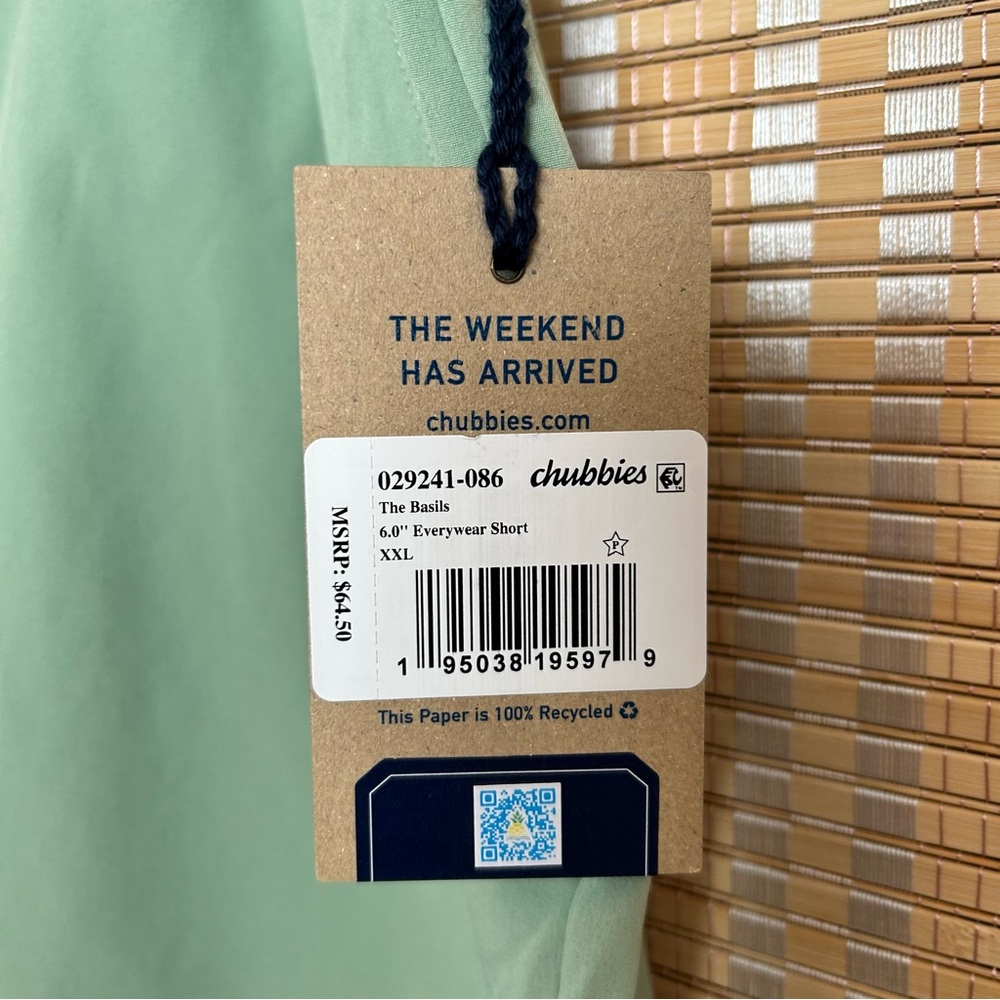 THE WEEKEND
HAS ARRIVED
chubbies.com
029241-086 chubbies
The Basils
6.0'' Everywear Short
XXL
P
MSRP: $64.50
1 95038 19597 9
This Paper is 100% Recycled